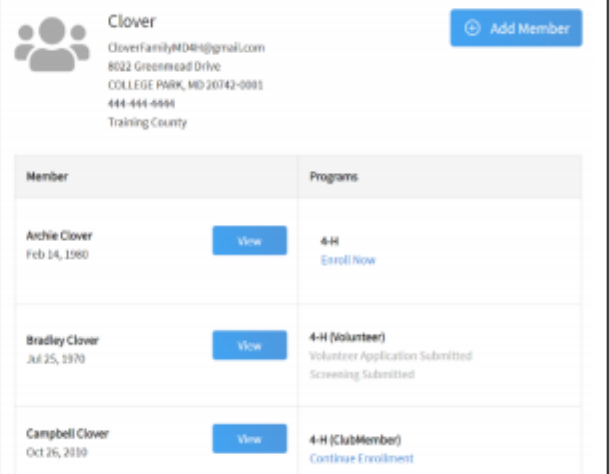 Clover
Add Member
CloverFamilyMD4H@gmail.com
8022 Greenmead Drive
COLLEGE PARK, MD 20742-0001
444-444-4444
Training County
Member Programs
Archie Clover
Feb 14, 1980
View
4-H
Enroll Now
Bradley Clover
Jul 25, 1970
View
4-H (Volunteer)
Volunteer Application Submitted
Screening Submitted
Campbell Clover
Oct 26, 2010
View
4-H (ClubMember)
Continue Enrollment